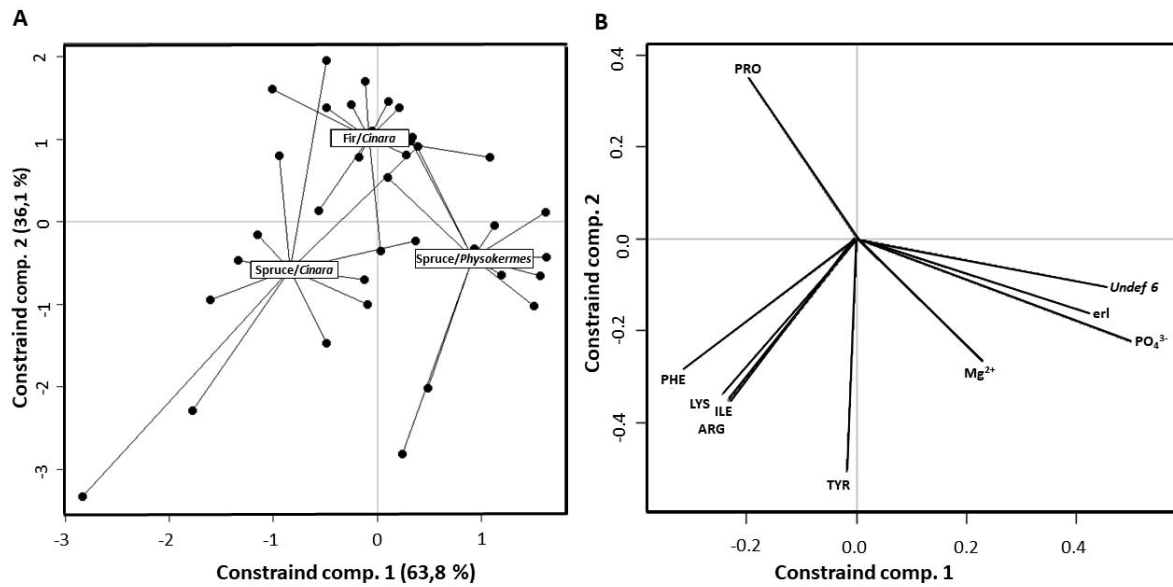 A
2
1
0
-1
-2
-3
Constraind comp. 2 (36,1 %)
Fir/Cinara
Spruce/Cinara
Spruce/Physokermes
-3
-2
-1
0
1
Constraind comp. 1 (63,8 %)
B
0.4
0.2
0.0
-0.2
-0.4
Constraind comp. 2
PRO
Undef 6
erl
PO₄³⁻
Mg²⁺
PHE
LYS
ILE
ARG
TYR
-0.2
0.0
0.2
0.4
Constraind comp. 1